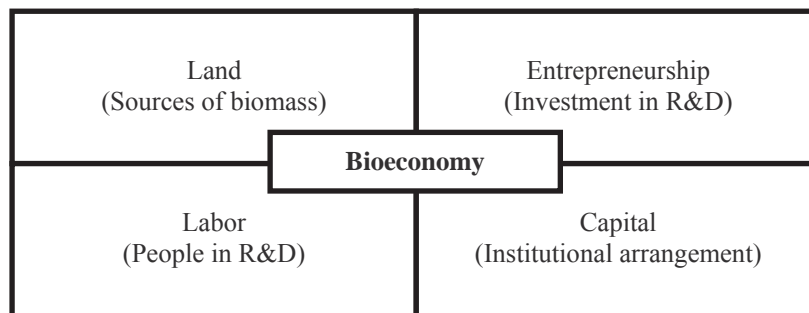 Land
(Sources of biomass)
Entrepreneurship
(Investment in R&D)
Bioeconomy
Labor
(People in R&D)
Capital
(Institutional arrangement)